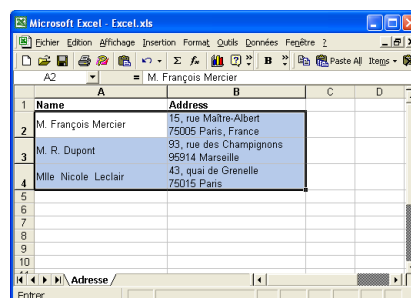 Microsoft Excel - Excel.xls
Fichier Edition Affichage Insertion Format Outils Données Fenêtre ?
Σ fx ? » B » Paste All Items
A2 = M. François Mercier
A B C D
1 Name Address
2 M. François Mercier 15, rue Maître-Albert
75005 Paris, France
3 M. R. Dupont 93, rue des Champignons
95914 Marseille
4 Mlle Nicole Leclair 43, quai de Grenelle
75015 Paris
5
6
7
8
9
10
Adresse
Entrer